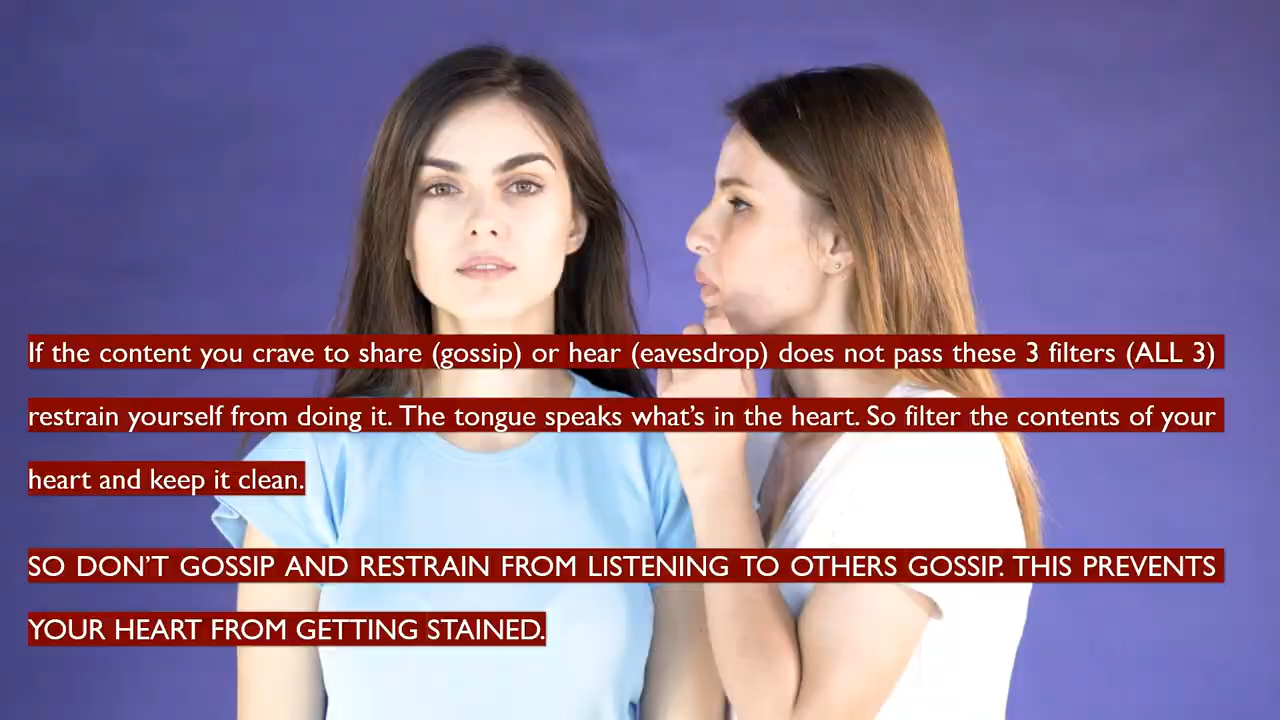 If the content you crave to share (gossip) or hear (eavesdrop) does not pass these 3 filters (ALL 3)
restrain yourself from doing it. The tongue speaks what’s in the heart. So filter the contents of your
heart and keep it clean.
SO DON’T GOSSIP AND RESTRAIN FROM LISTENING TO OTHERS GOSSIP. THIS PREVENTS
YOUR HEART FROM GETTING STAINED.